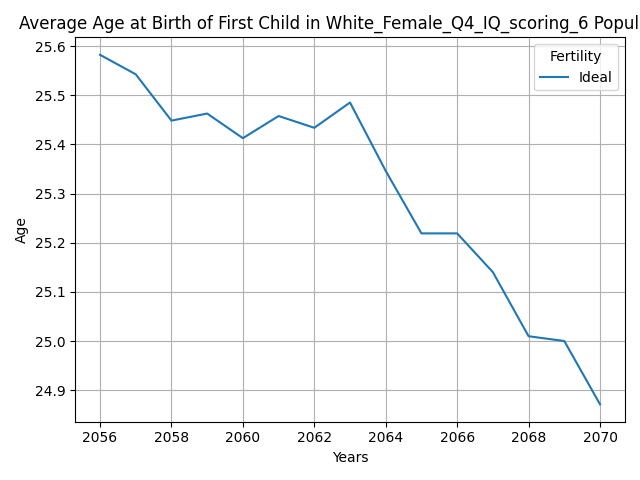 Average Age at Birth of First Child in White_Female_Q4_IQ_scoring_6 Popul
Fertility
Ideal
25.6
25.5
25.4
25.3
25.2
25.1
25.0
24.9
Age
2056 2058 2060 2062 2064 2066 2068 2070
Years